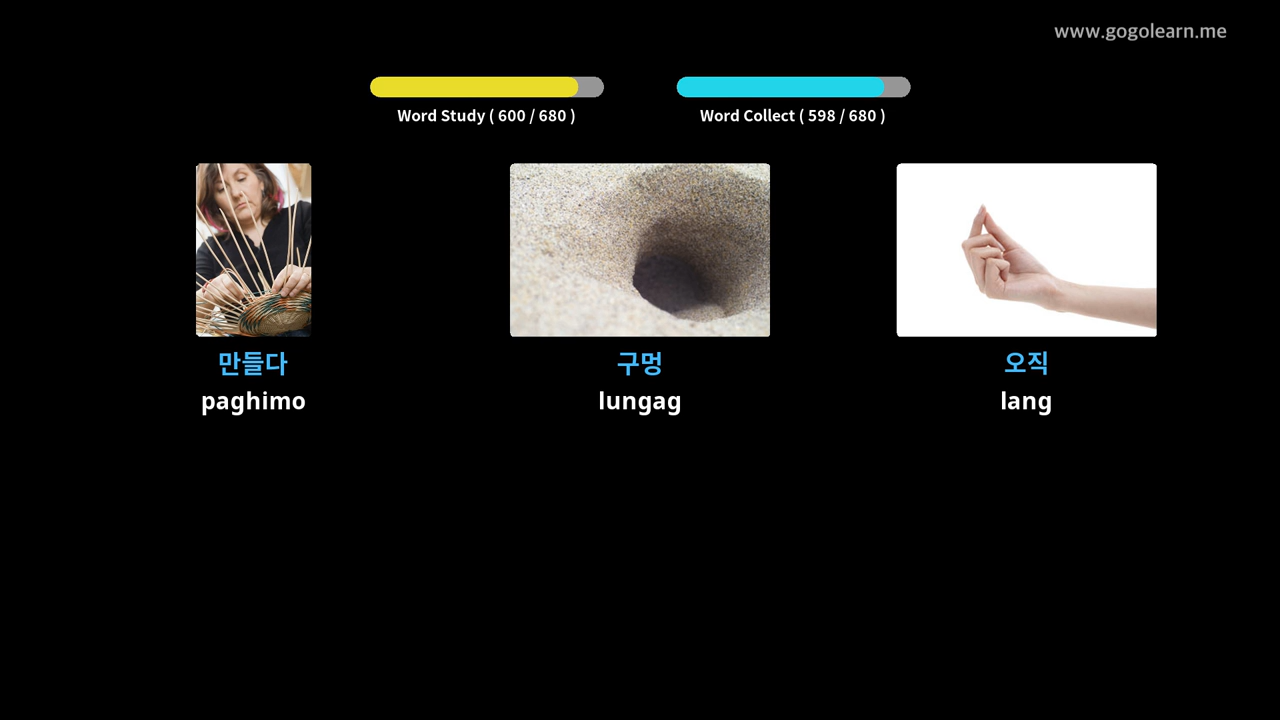 www.gogolearn.me
Word Study ( 600 / 680 )
Word Collect ( 598 / 680 )
만들다
paghimo
구멍
lungag
오직
lang